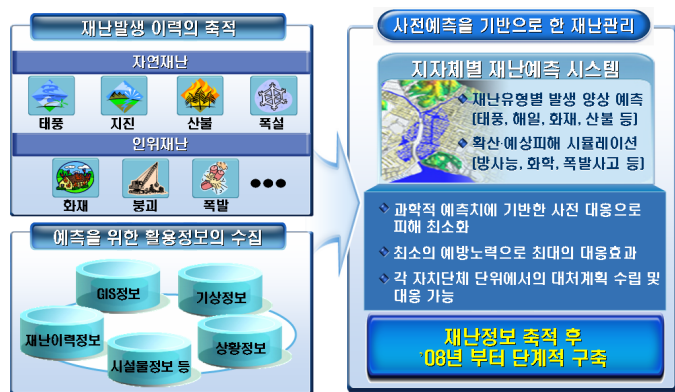 재난발생 이력의 축적
자연재난
태풍
지진
산불
폭설
인위재난
화재
붕괴
폭발
예측을 위한 활용정보의 수집
GIS정보
기상정보
재난이력정보
상황정보
시설물정보 등
사전예측을 기반으로 한 재난관리
지자체별 재난예측 시스템
재난유형별 발생 양상 예측
(태풍, 해일, 화재, 산불 등)
확산·예상피해 시뮬레이션
(방사능, 화학, 폭발사고 등)
과학적 예측치에 기반한 사전 대응으로
피해 최소화
최소의 예방노력으로 최대의 대응효과
각 자치단체 단위에서의 대처계획 수립 및
대응 가능
재난정보 축적 후
'08년 부터 단계적 구축